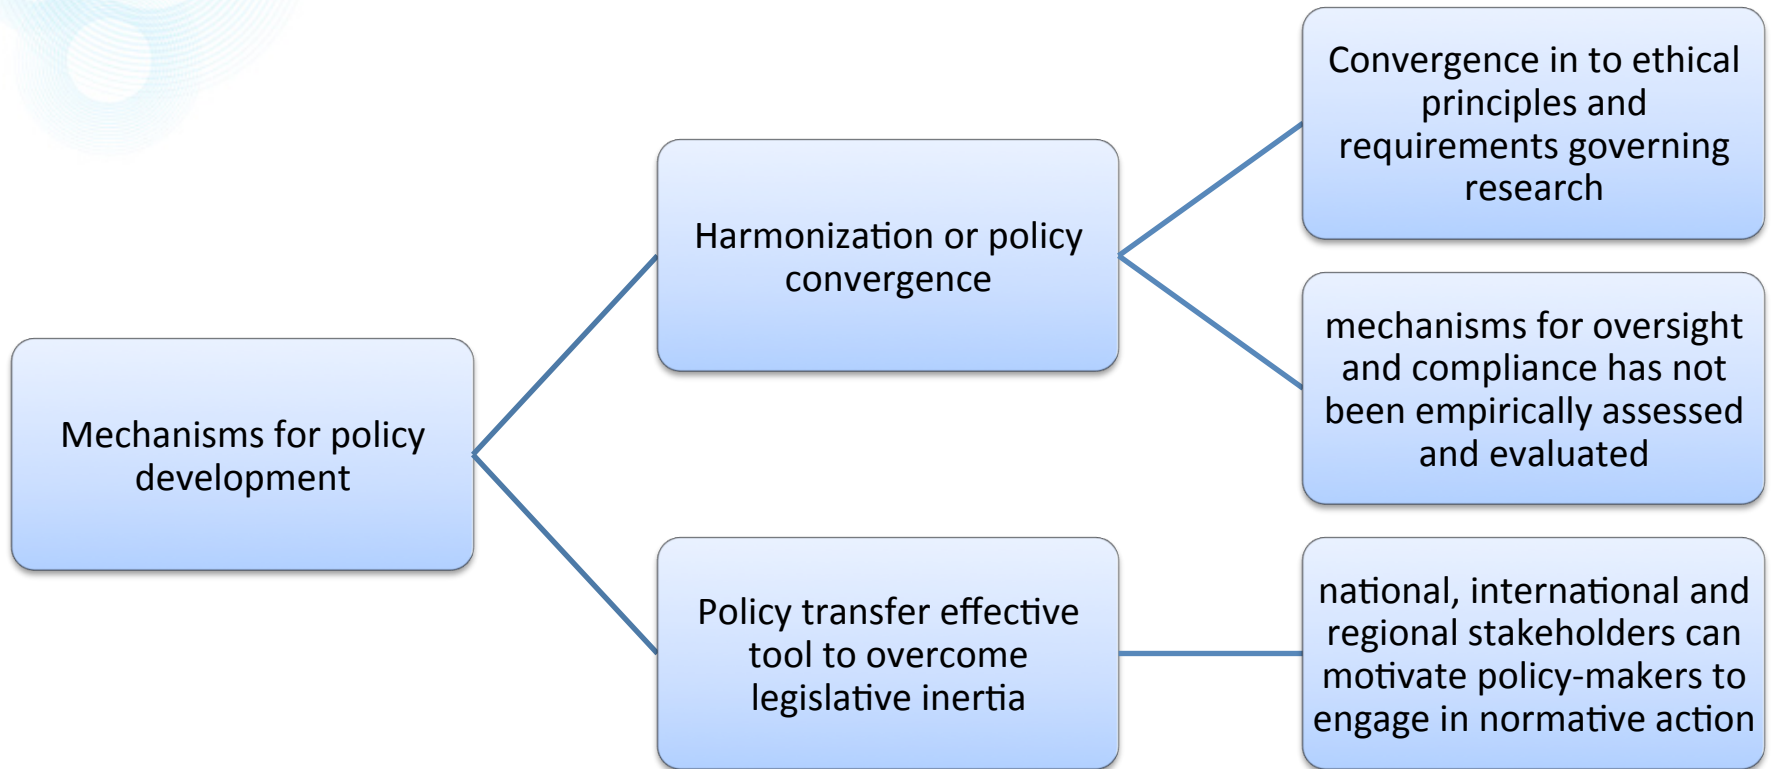 Mechanisms for policy
development
Harmonization or policy
convergence
Convergence in to ethical
principles and
requirements governing
research
mechanisms for oversight
and compliance has not
been empirically assessed
and evaluated
Policy transfer effective
tool to overcome
legislative inertia
national, international and
regional stakeholders can
motivate policy-makers to
engage in normative action